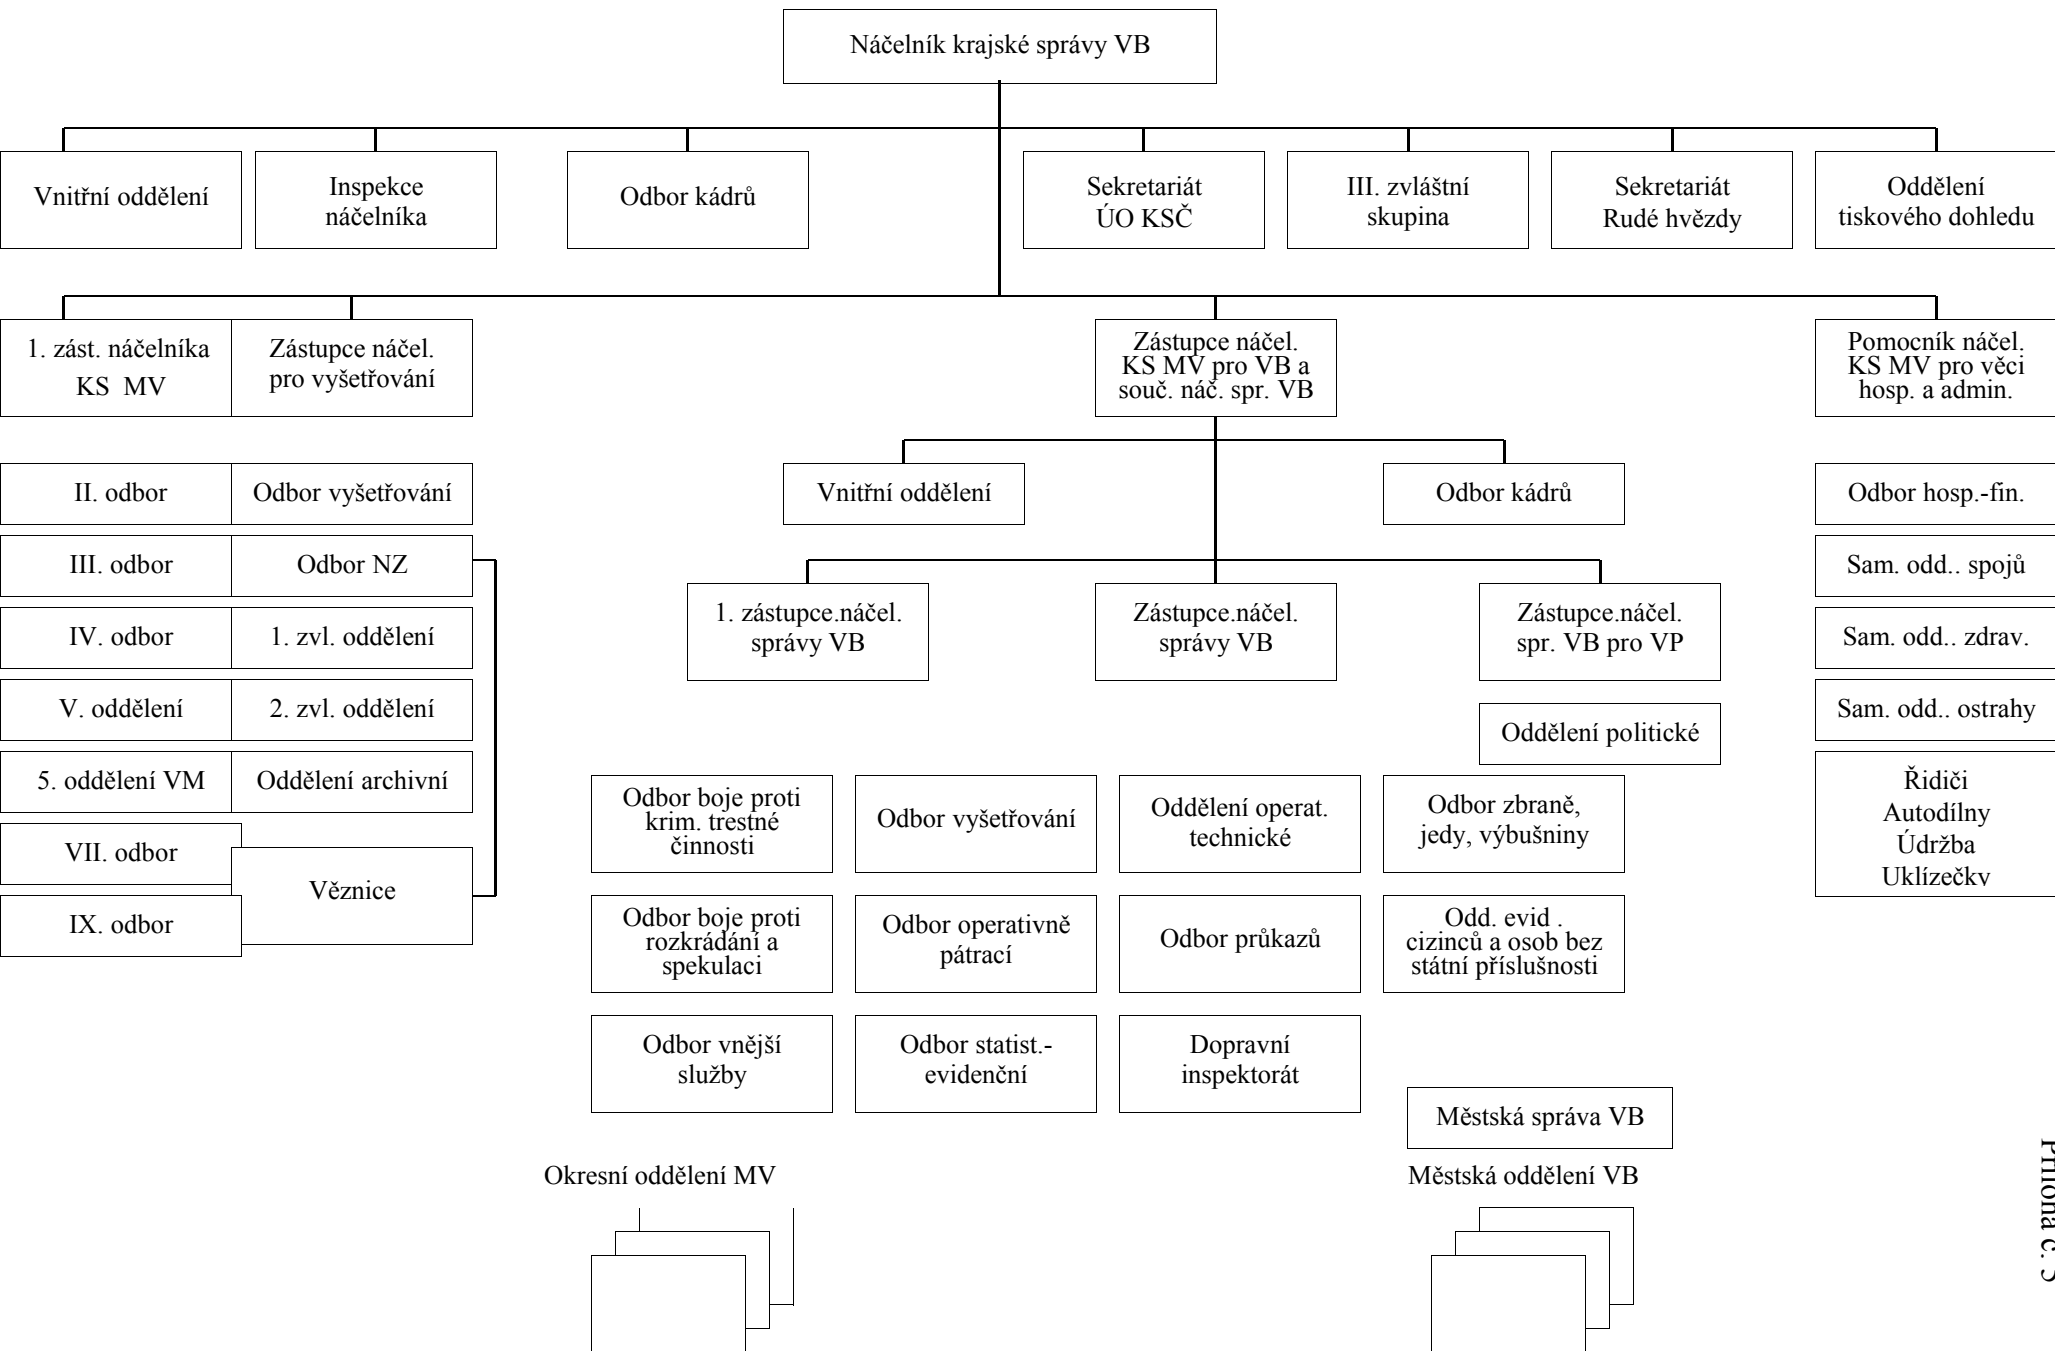 Náčelník krajské správy VB
Vnitřní oddělení
Inspekce
náčelníka
Odbor kádrů
Sekretariát
ÚO KSČ
III. zvláštní
skupina
Sekretariát
Rudé hvězdy
Oddělení
tiskového dohledu
1. zást. náčelníka
KS MV
Zástupce náčel.
pro vyšetřování
Zástupce náčel.
KS MV pro VB a
souč. náč. spr. VB
Pomocník náčel.
KS MV pro věci
hosp. a admin.
II. odbor
Odbor vyšetřování
Vnitřní oddělení
Odbor kádrů
Odbor hosp.-fin.
III. odbor
Odbor NZ
Sam. odd.. spojů
1. zástupce.náčel.
správy VB
Zástupce.náčel.
správy VB
Zástupce.náčel.
spr. VB pro VP
IV. odbor
1. zvl. oddělení
Sam. odd.. zdrav.
V. oddělení
2. zvl. oddělení
Sam. odd.. ostrahy
Oddělení politické
5. oddělení VM
Oddělení archivní
Odbor boje proti
krim. trestné
činnosti
Odbor vyšetřování
Oddělení operat.
technické
Odbor zbraně,
jedy, výbušniny
Řidiči
Autodílny
Údržba
Uklízečky
VII. odbor
Věznice
IX. odbor
Odbor boje proti
rozkrádání a
spekulaci
Odbor operativně
pátrací
Odbor průkazů
Odd. evid .
cizinců a osob bez
státní příslušnosti
Odbor vnější
služby
Odbor statist.-
evidenční
Dopravní
inspektorát
Městská správa VB
Okresní oddělení MV
Městská oddělení VB
Příloha č. 5